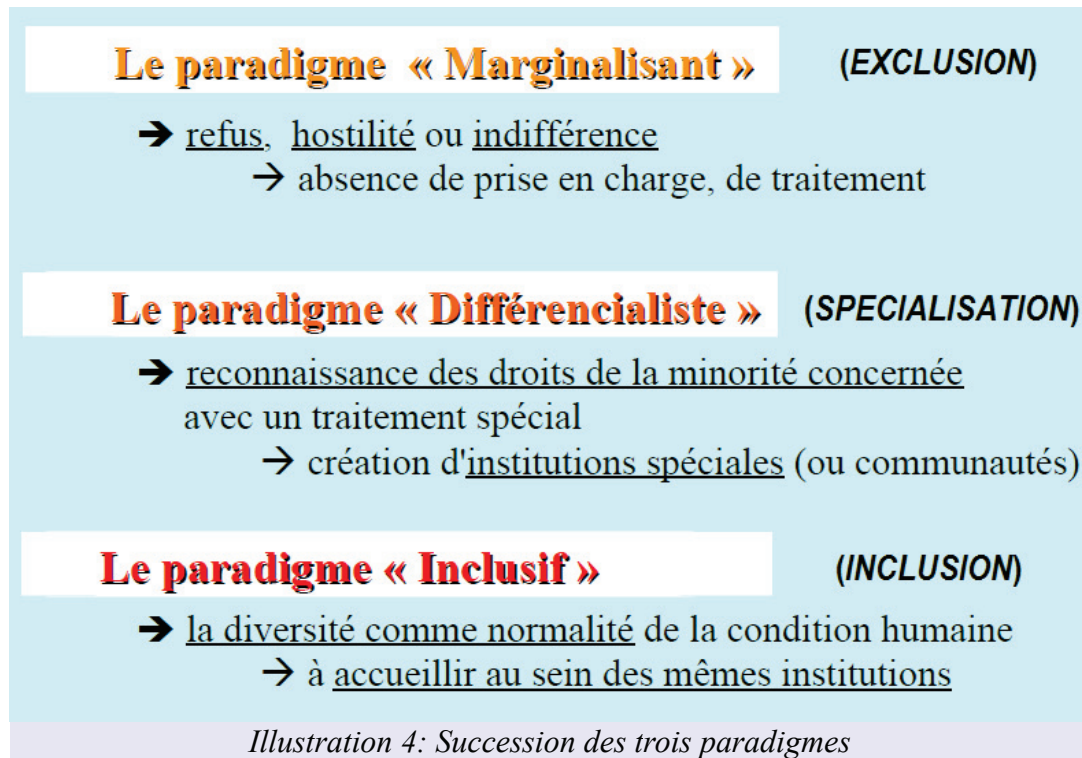 Le paradigme « Marginalisant » (EXCLUSION)
➔ refus, hostilité ou indifférence
→ absence de prise en charge, de traitement
Le paradigme « Différencialiste » (SPECIALISATION)
➔ reconnaissance des droits de la minorité concernée
avec un traitement spécial
→ création d'institutions spéciales (ou communautés)
Le paradigme « Inclusif » (INCLUSION)
➔ la diversité comme normalité de la condition humaine
→ à accueillir au sein des mêmes institutions
Illustration 4: Succession des trois paradigmes